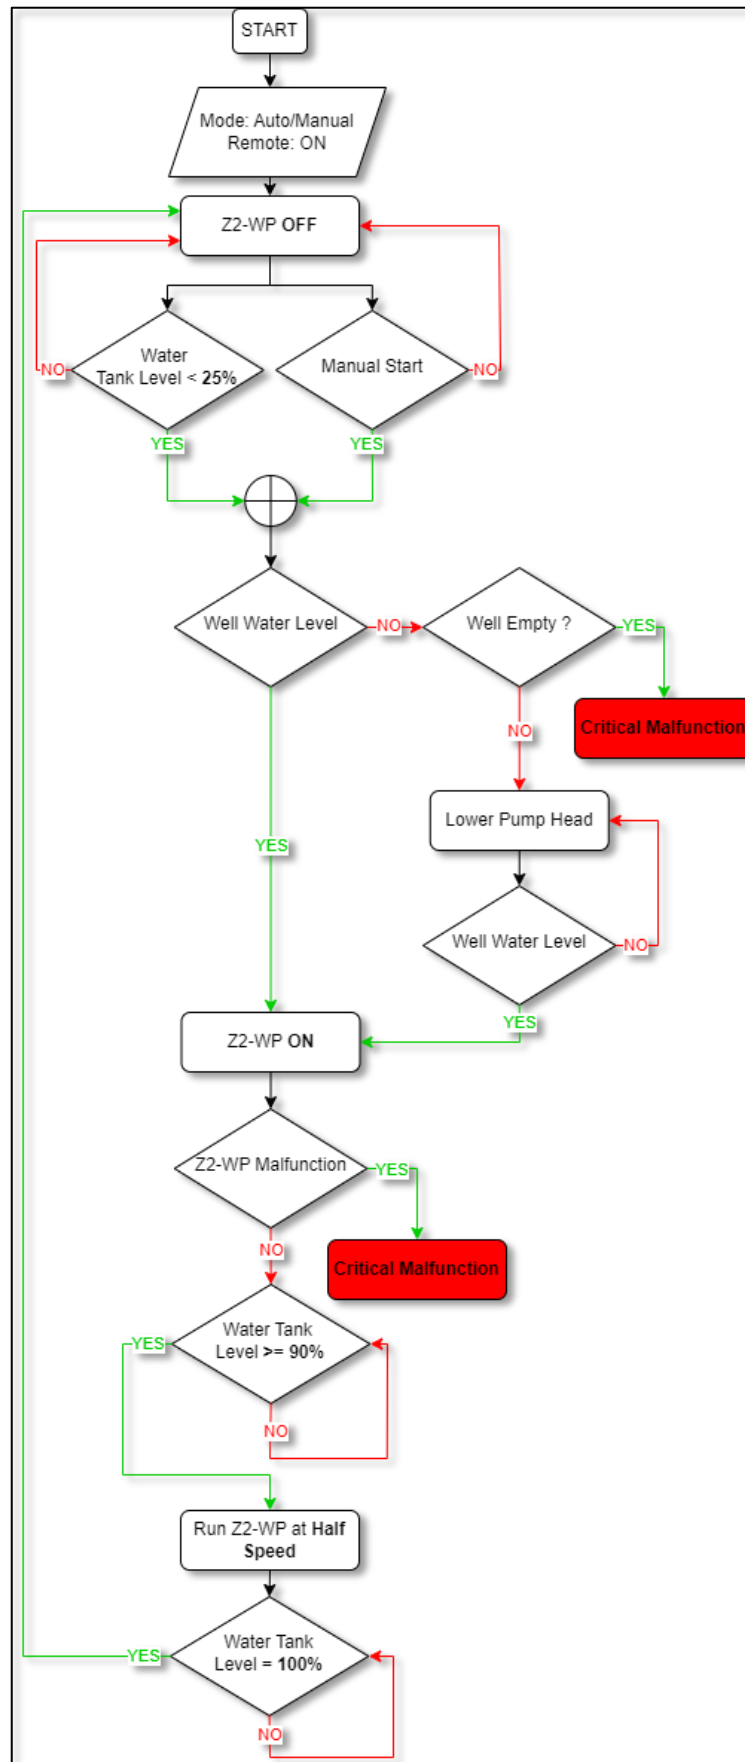 START
Mode: Auto/Manual
Remote: ON
Z2-WP OFF
Water
Tank Level < 25%
NO
Manual Start
NO
YES
YES
Well Water Level
NO
Well Empty ?
YES
Critical Malfunction
NO
Lower Pump Head
YES
Well Water Level
NO
YES
Z2-WP ON
Z2-WP Malfunction
YES
NO
Critical Malfunction
Water Tank
Level >= 90%
YES
NO
Run Z2-WP at Half
Speed
Water Tank
Level = 100%
YES
NO